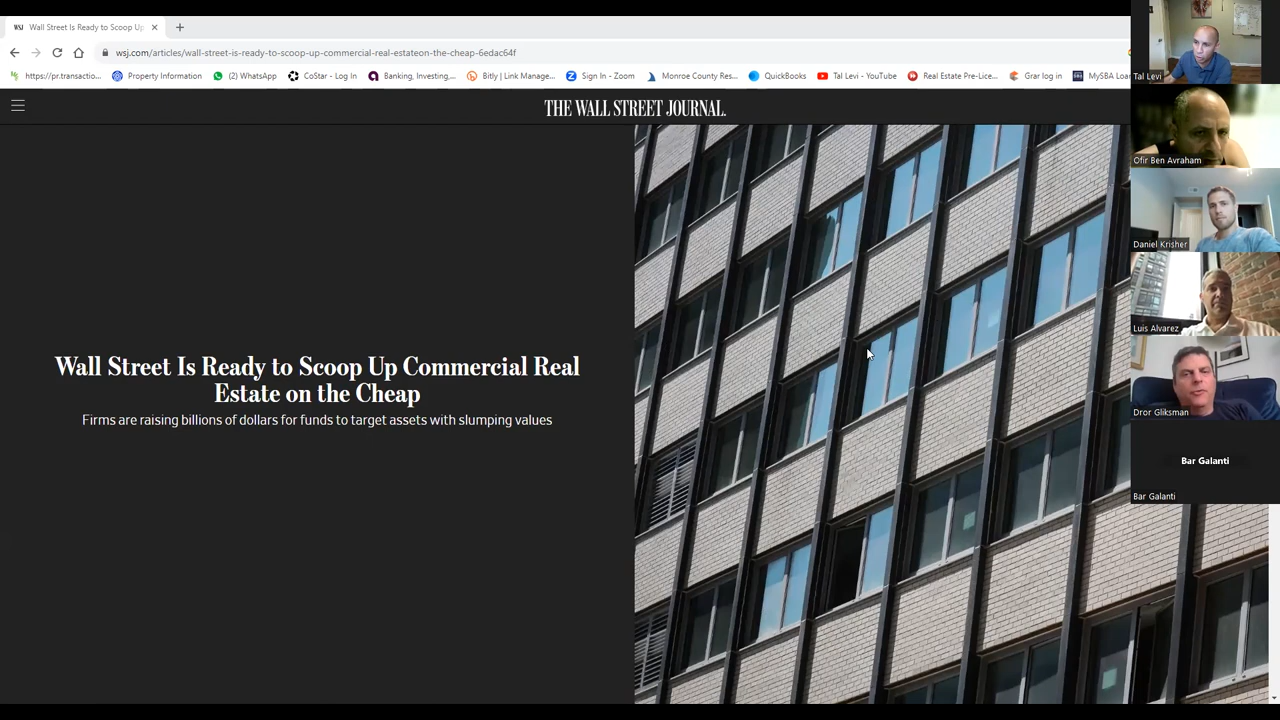 WSJ Wall Street Is Ready to Scoop Up
wsj.com/articles/wall-street-is-ready-to-scoop-up-commercial-real-estateon-the-cheap-6edac64f
https://pr.transactio... Property Information (2) WhatsApp CoStar - Log In Banking, Investing,... Bitly | Link Manage... Sign In - Zoom Monroe County Res... QuickBooks Tal Levi - YouTube Real Estate Pre-Lice... Grar log in MySBA Loan
THE WALL STREET JOURNAL.
Wall Street Is Ready to Scoop Up Commercial Real
Estate on the Cheap
Firms are raising billions of dollars for funds to target assets with slumping values
Tal Levi
Ofir Ben Avraham
Daniel Krisher
Luis Alvarez
Dror Gliksman
Bar Galanti
Bar Galanti